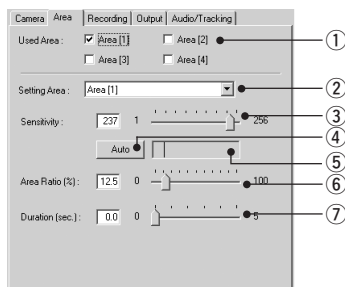 Camera Area Recording Output Audio/Tracking
Used Area : Area [1] Area [2] ①
Area [3] Area [4]
Setting Area : Area [1] ②
Sensitivity : 237 1 256 ③
Auto ④
⑤
Area Ratio (%) : 12.5 0 100 ⑥
Duration (sec.) : 0.0 0 5 ⑦